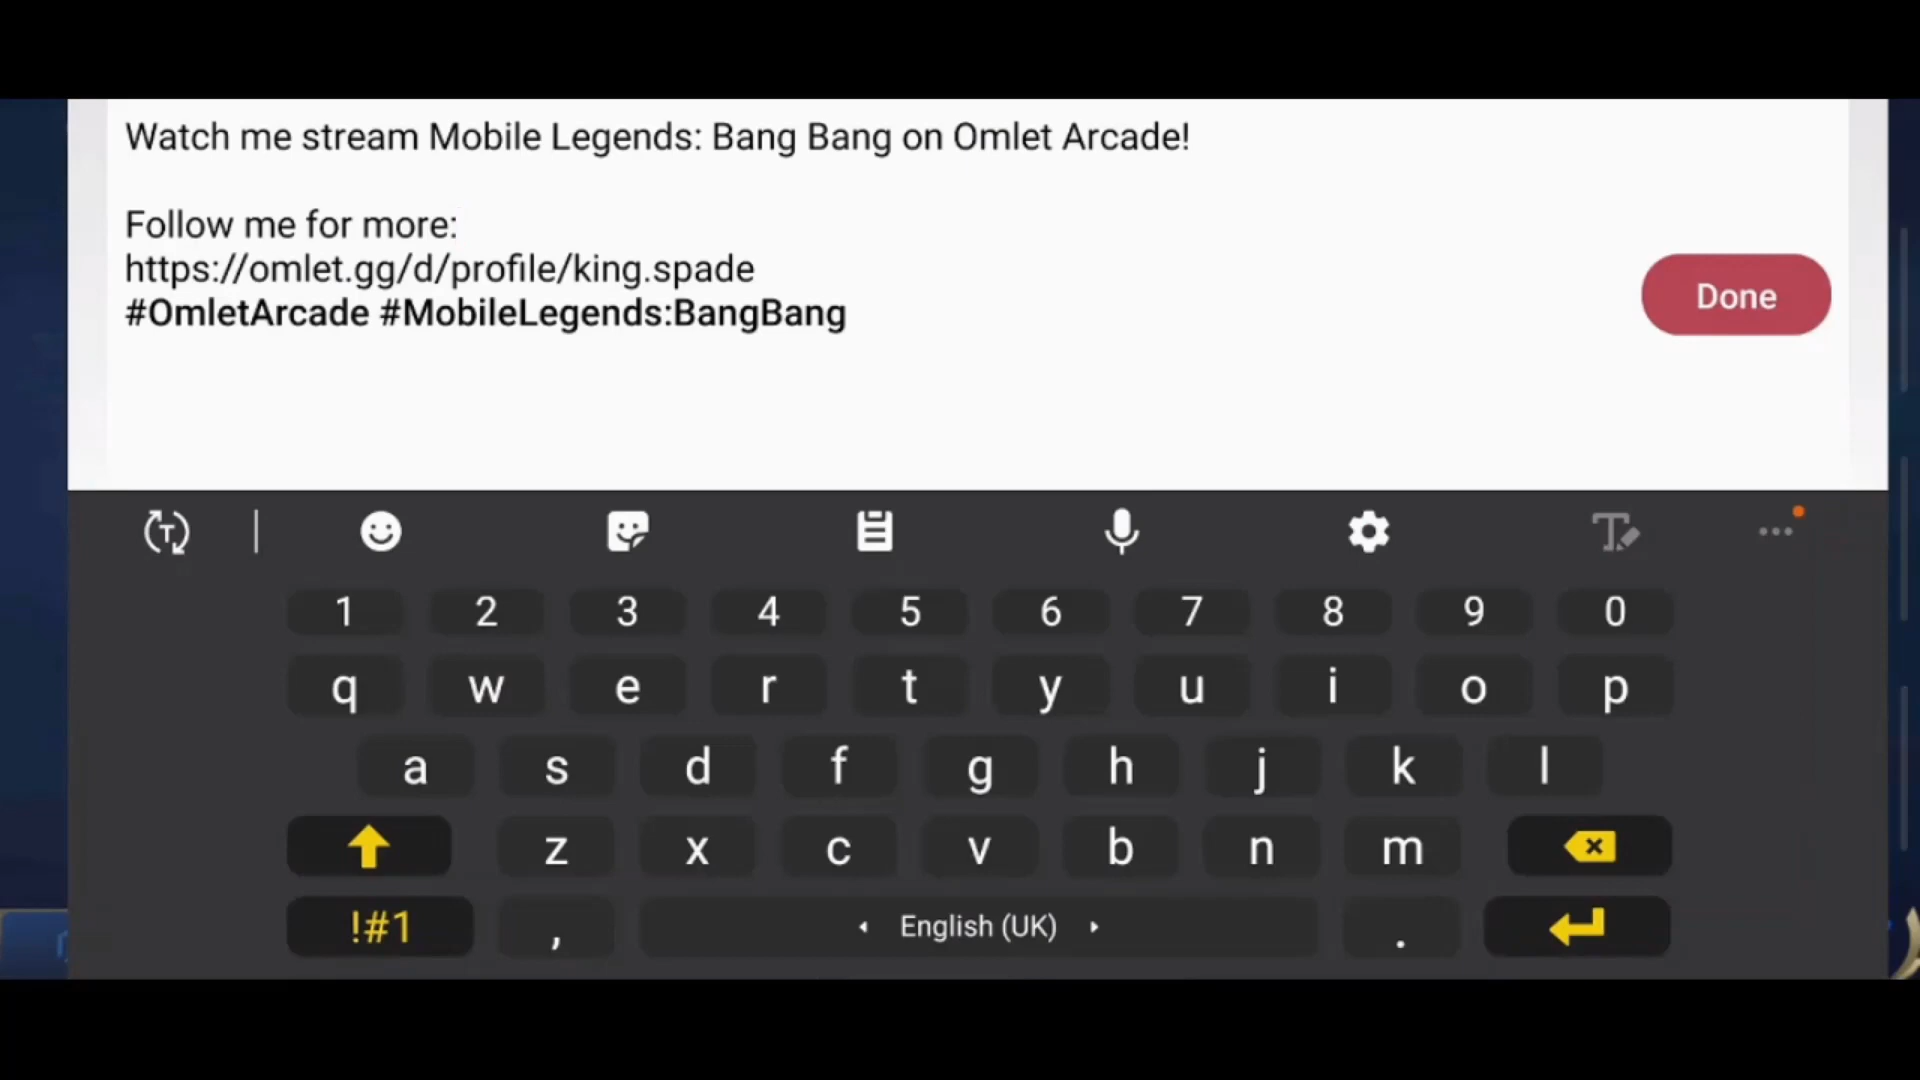 Watch me stream Mobile Legends: Bang Bang on Omlet Arcade!
Follow me for more:
https://omlet.gg/d/profile/king.spade
#OmletArcade #MobileLegends:BangBang
Done
1 2 3 4 5 6 7 8 9 0
q w e r t y u i o p
a s d f g h j k l
z x c v b n m
!#1 , English (UK) .